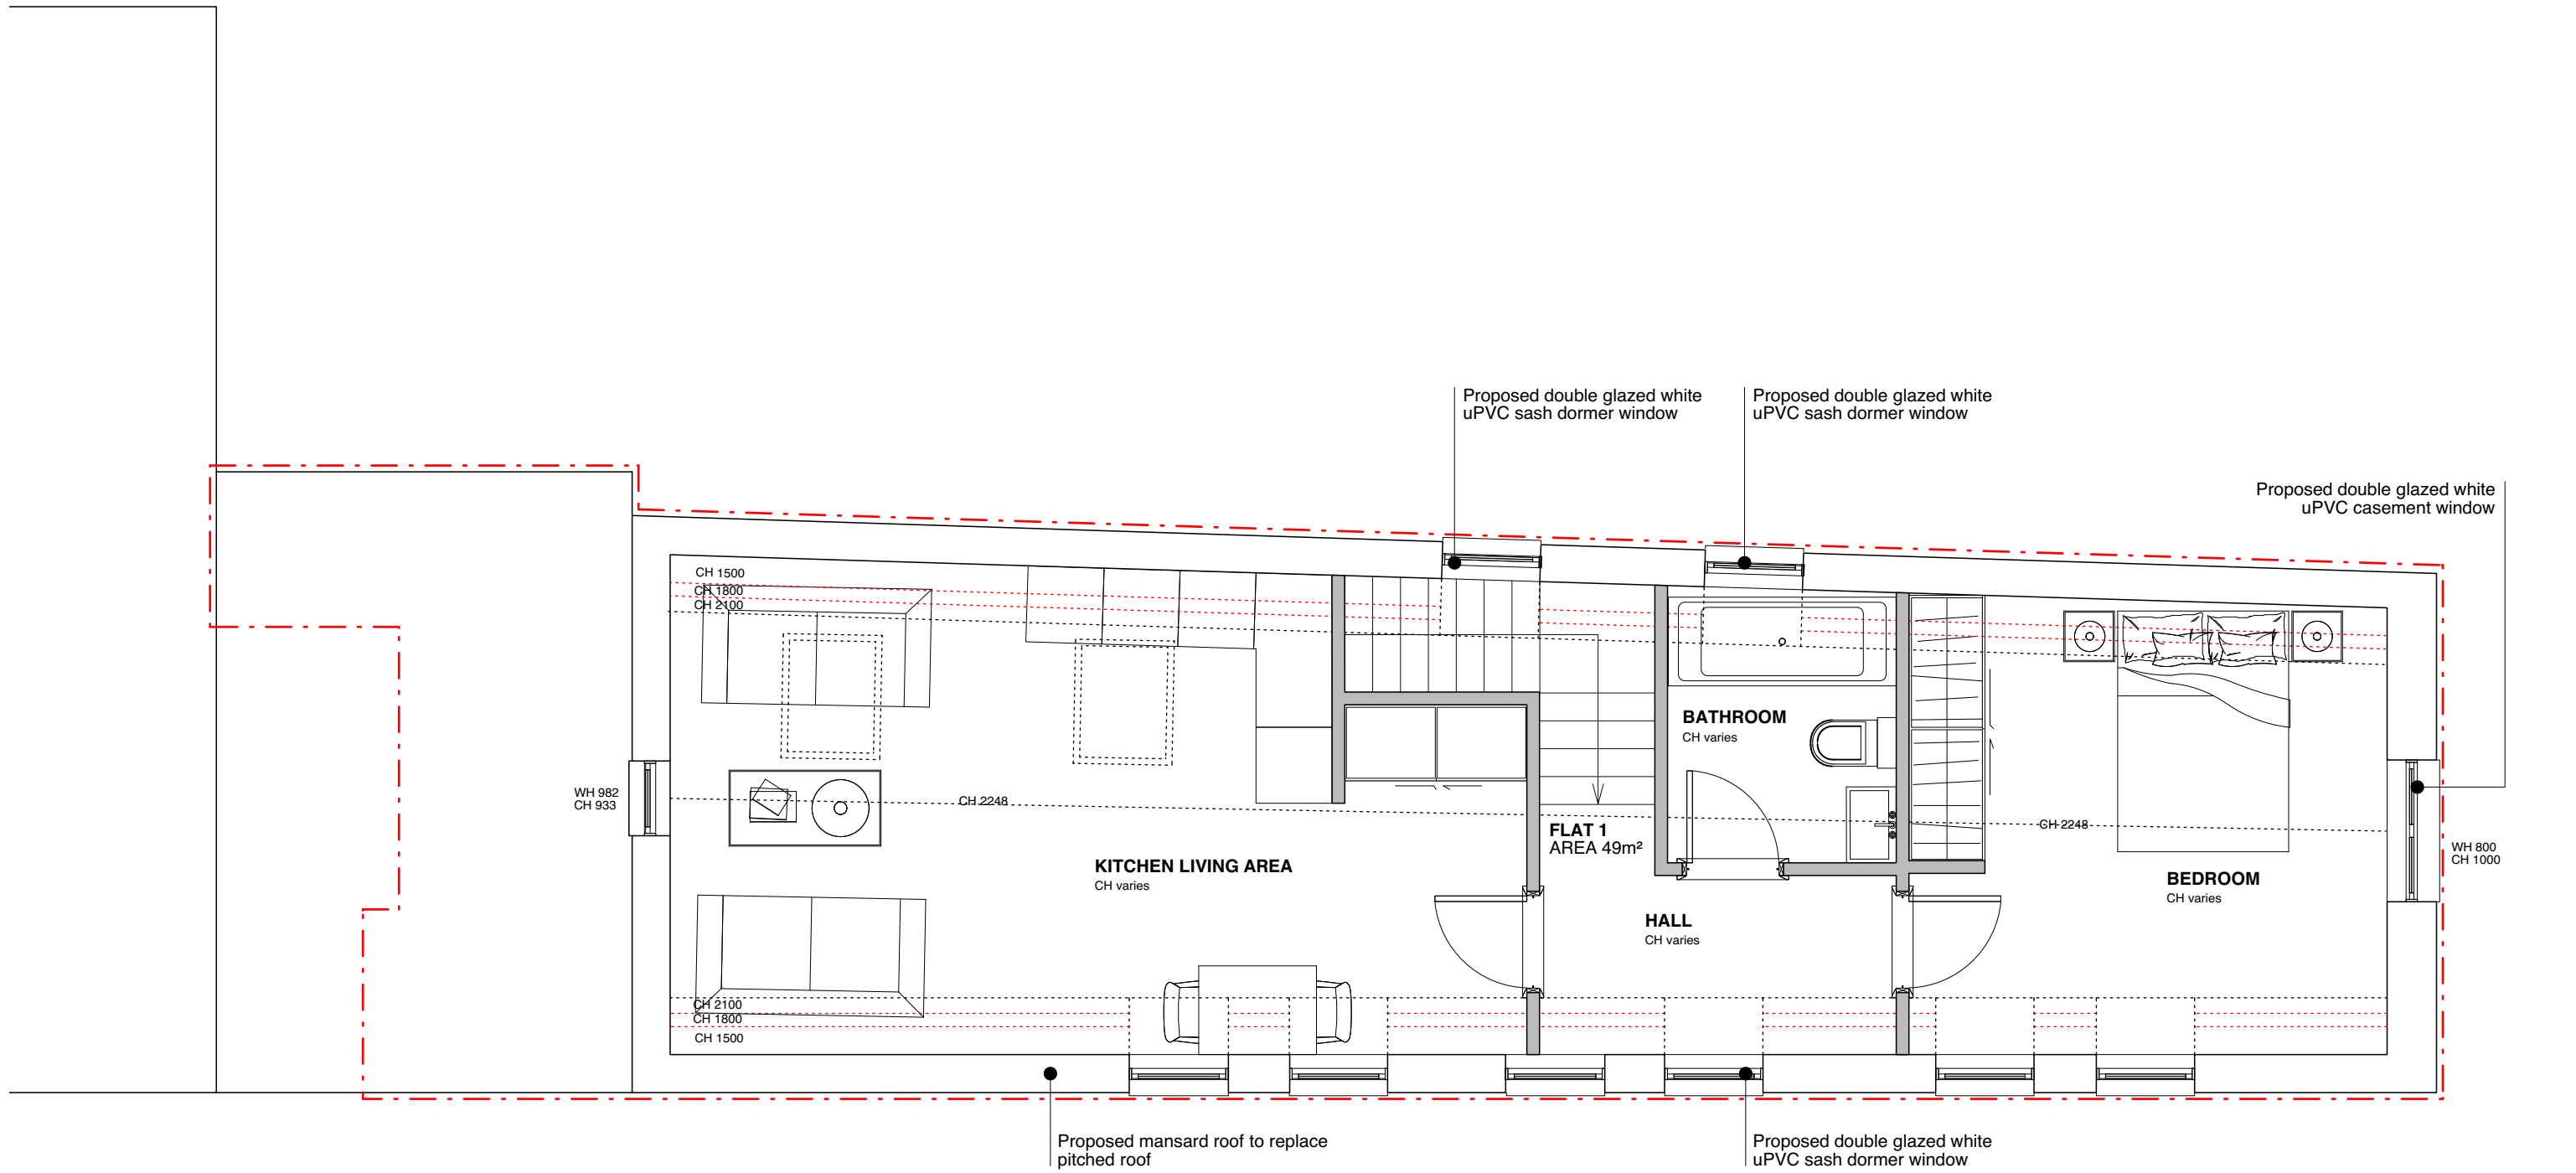 Proposed double glazed white
uPVC sash dormer window
Proposed double glazed white
uPVC sash dormer window
Proposed double glazed white
uPVC casement window
CH 1500
CH 1800
CH 2100
BATHROOM
CH varies
WH 982
CH 933
CH 2248
FLAT 1
AREA 49m²
CH 2248
WH 800
CH 1000
KITCHEN LIVING AREA
CH varies
BEDROOM
CH varies
HALL
CH varies
CH 2100
CH 1800
CH 1500
Proposed mansard roof to replace
pitched roof
Proposed double glazed white
uPVC sash dormer window